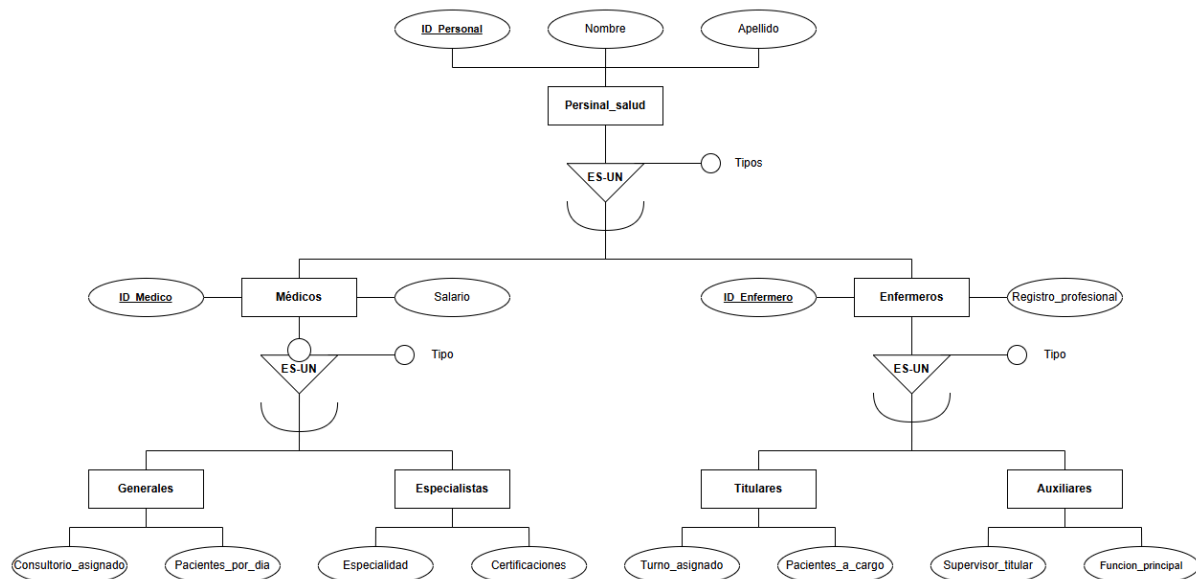 ID_Personal
Nombre
Apellido
Persinal_salud
ES-UN
Tipos
ID_Medico
Médicos
Salario
ID_Enfermero
Enfermeros
Registro_profesional
ES-UN
Tipo
ES-UN
Tipo
Generales
Especialistas
Titulares
Auxiliares
Consultorio_asignado
Pacientes_por_dia
Especialidad
Certificaciones
Turno_asignado
Pacientes_a_cargo
Supervisor_titular
Funcion_principal